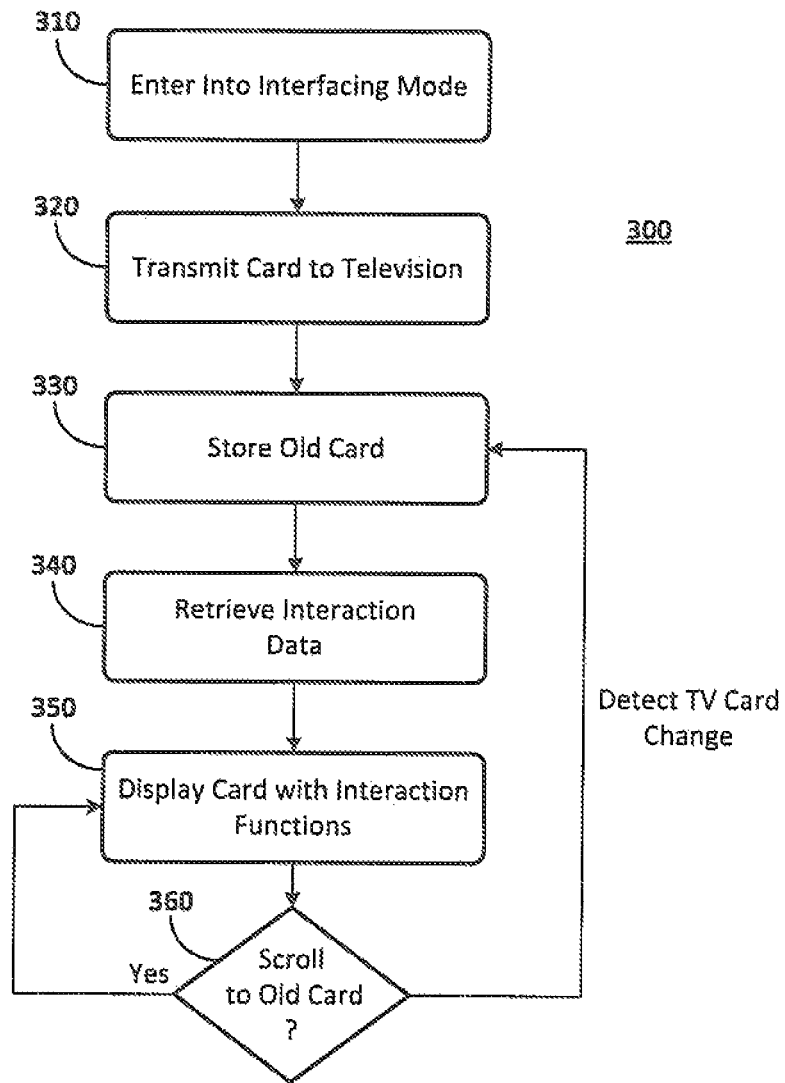 310
Enter Into Interfacing Mode
320
300
Transmit Card to Television
330
Store Old Card
340
Retrieve Interaction
Data
350
Detect TV Card
Change
Display Card with Interaction
Functions
360
Yes
Scroll
to Old Card
?